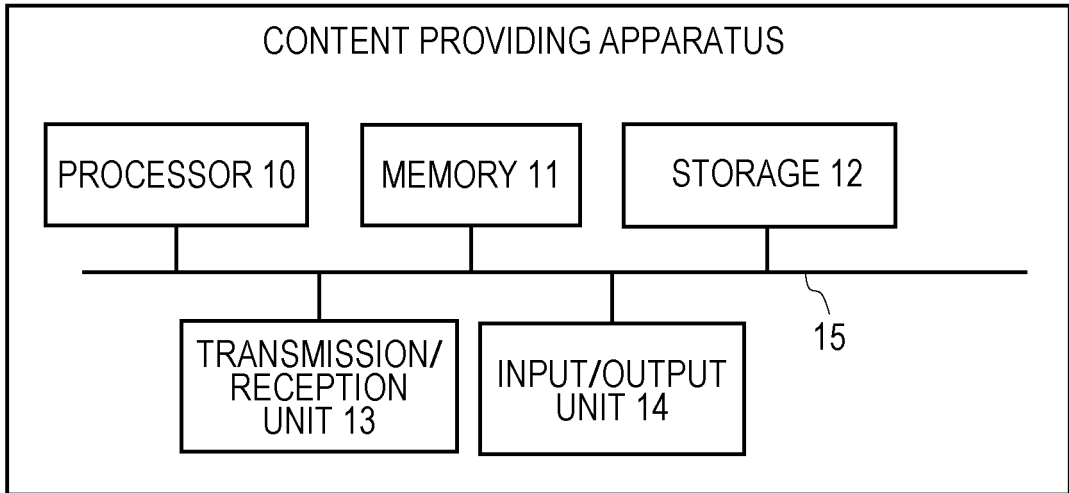 CONTENT PROVIDING APPARATUS
PROCESSOR 10
MEMORY 11
STORAGE 12
TRANSMISSION/
RECEPTION
UNIT 13
INPUT/OUTPUT
UNIT 14
15